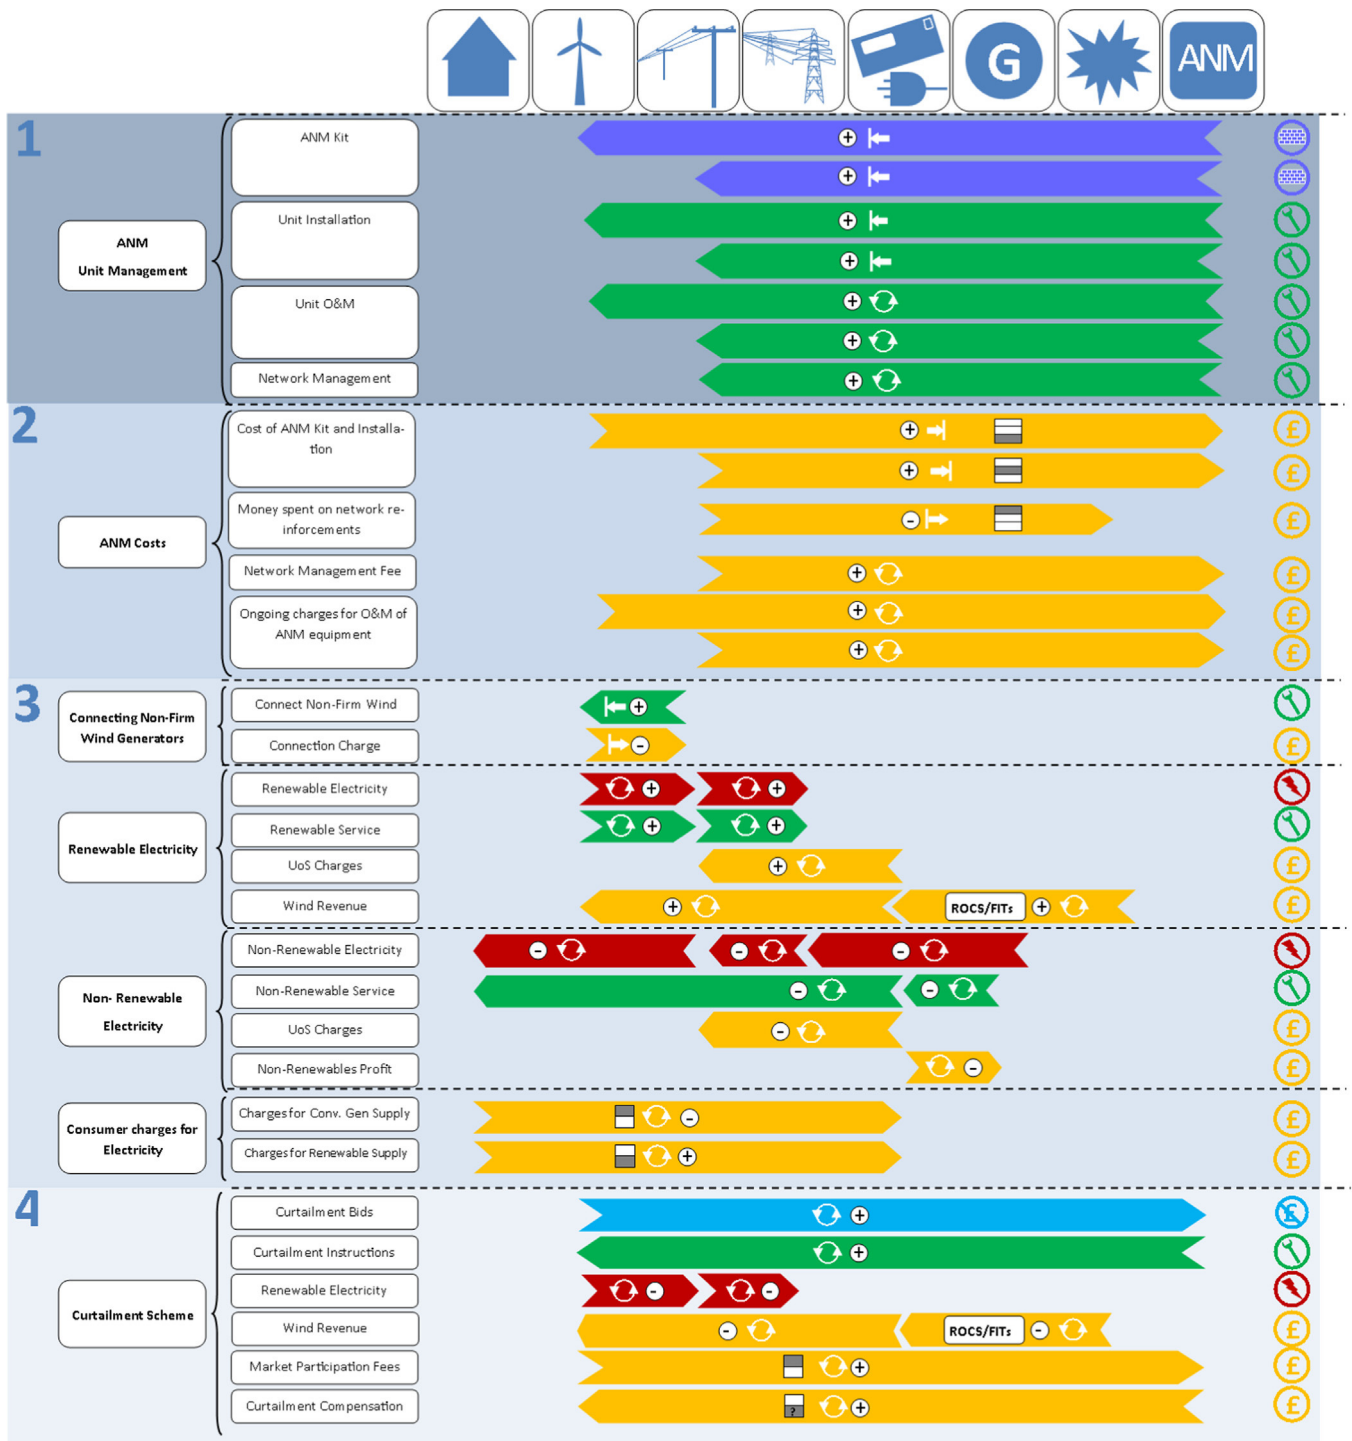 G
ANM
1
ANM Kit
Unit Installation
ANM
Unit Management
Unit O&M
Network Management
2
Cost of ANM Kit and Installa-
tion
Money spent on network re-
inforcements
ANM Costs
Network Management Fee
Ongoing charges for O&M of
ANM equipment
£
£
£
£
£
£
3
Connecting Non-Firm
Wind Generators
Connect Non-Firm Wind
Connection Charge
£
Renewable Electricity
Renewable Electricity
Renewable Service
UoS Charges
£
Wind Revenue
ROCS/FITs
£
Non- Renewable
Electricity
Non-Renewable Electricity
Non-Renewable Service
UoS Charges
£
Non-Renewables Profit
£
Consumer charges for
Electricity
Charges for Conv. Gen Supply
£
Charges for Renewable Supply
£
4
Curtailment Scheme
Curtailment Bids
£
Curtailment Instructions
Renewable Electricity
Wind Revenue
ROCS/FITs
£
Market Participation Fees
£
Curtailment Compensation
?
£